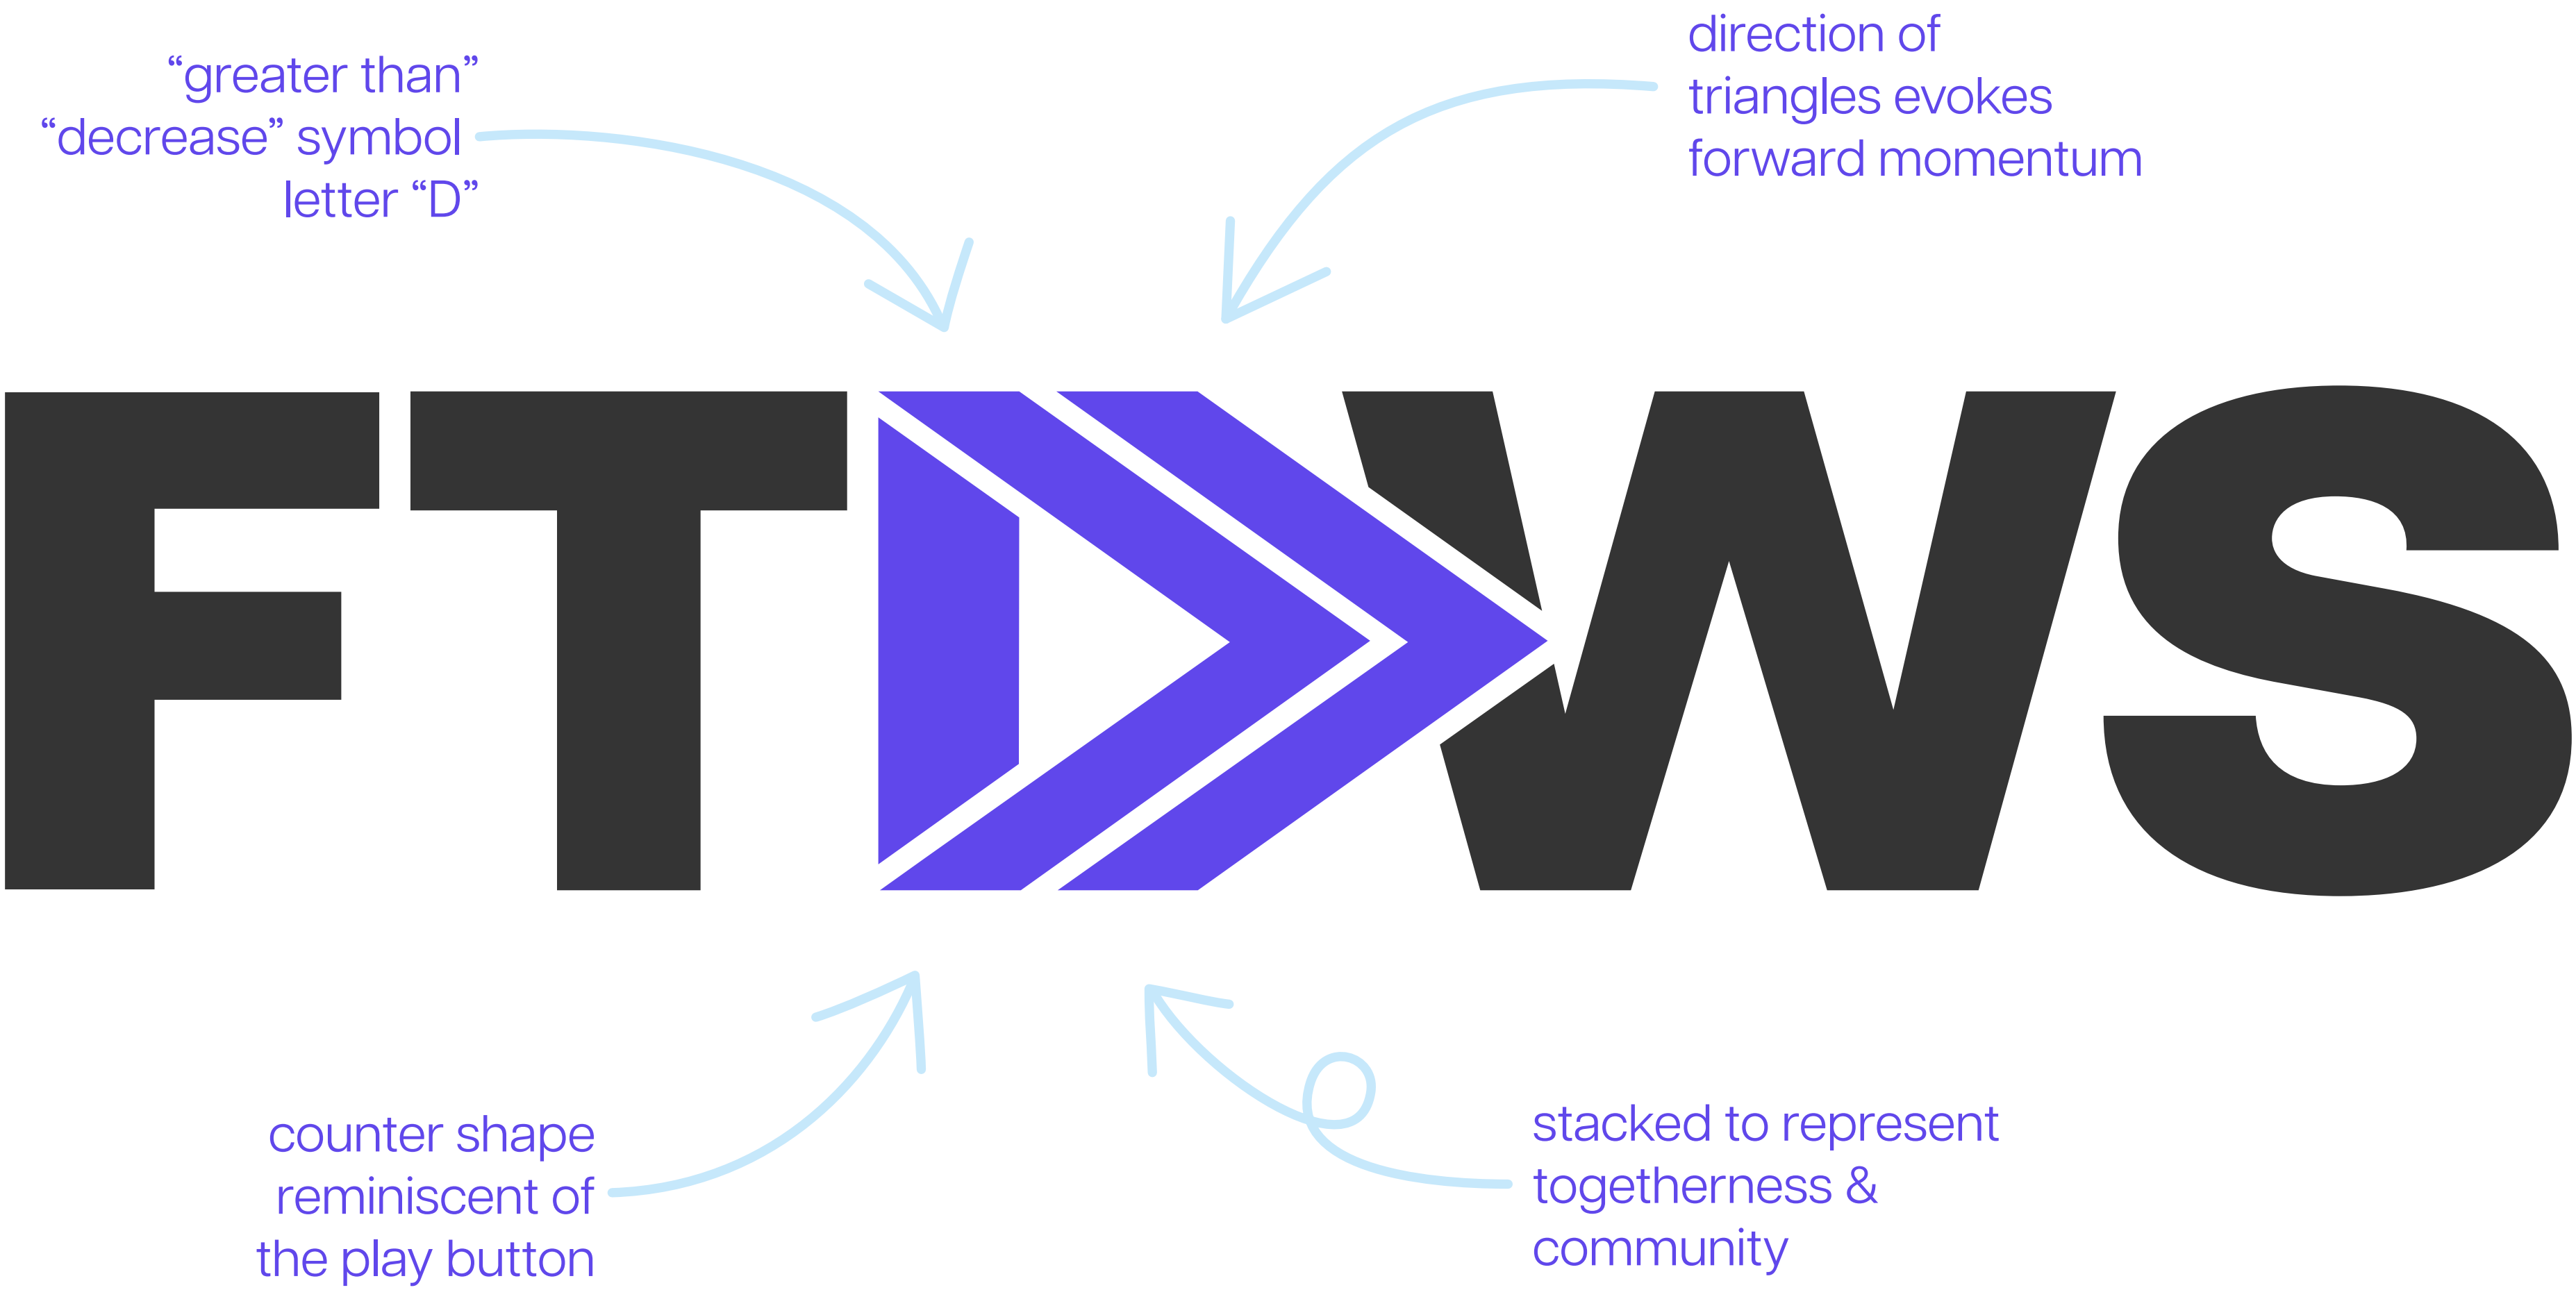 “greater than”
“decrease” symbol
letter “D”
direction of
triangles evokes
forward momentum
FTDWS
counter shape
reminiscent of
the play button
stacked to represent
togetherness &
community